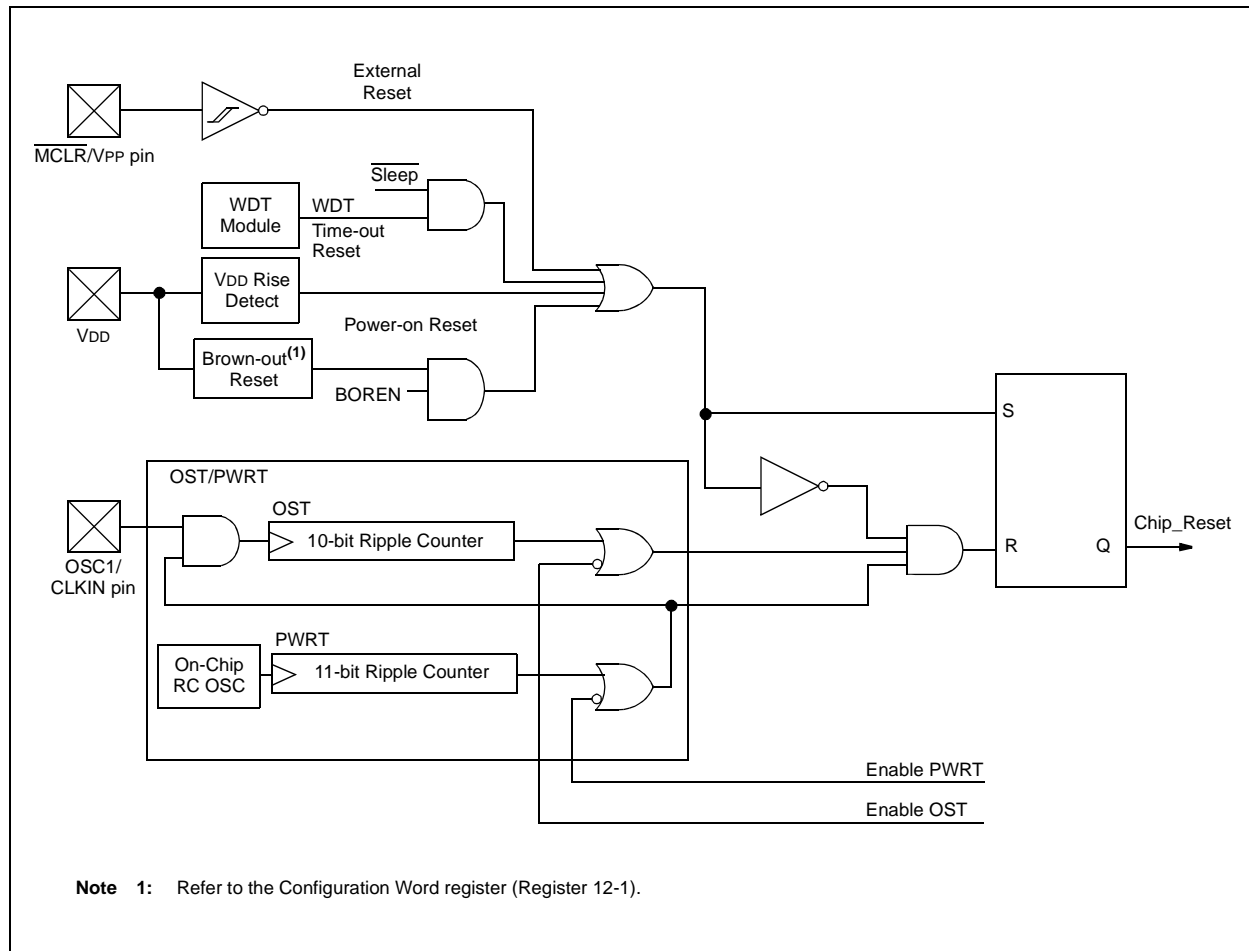 External
Reset
MCLR/VPP pin
Sleep
WDT
Module
WDT
Time-out
Reset
VDD
VDD Rise
Detect
Power-on Reset
Brown-out(1)
Reset
BOREN
S
OST/PWRT
OST
10-bit Ripple Counter
OSC1/
CLKIN pin
Chip_Reset
R
Q
PWRT
On-Chip
RC OSC
11-bit Ripple Counter
Enable PWRT
Enable OST
Note 1: Refer to the Configuration Word register (Register 12-1).